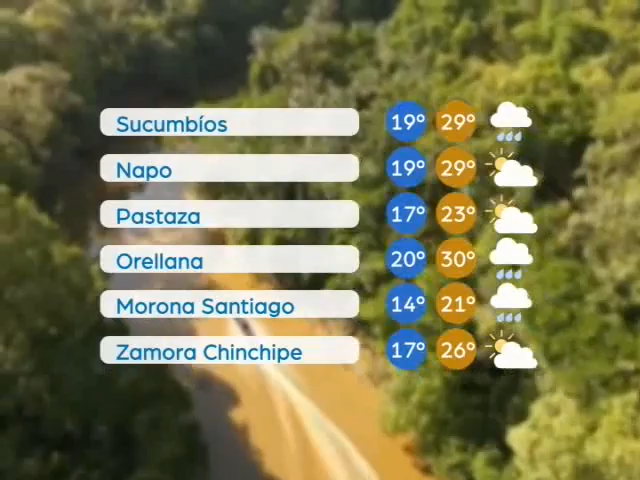 Sucumbíos 19° 29°
Napo 19° 29°
Pastaza 17° 23°
Orellana 20° 30°
Morona Santiago 14° 21°
Zamora Chinchipe 17° 26°